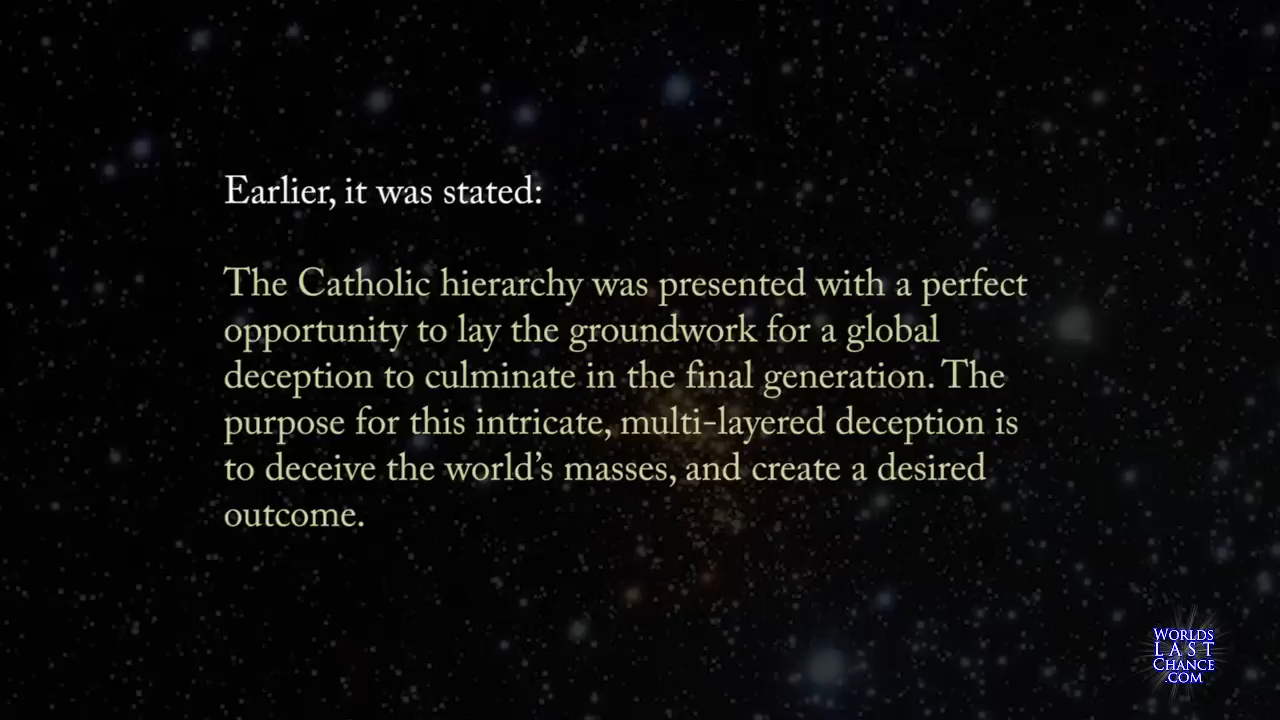 Earlier, it was stated:
The Catholic hierarchy was presented with a perfect
opportunity to lay the groundwork for a global
deception to culminate in the final generation. The
purpose for this intricate, multi-layered deception is
to deceive the world’s masses, and create a desired
outcome.
WORLDS
LAST
CHANCE
.COM